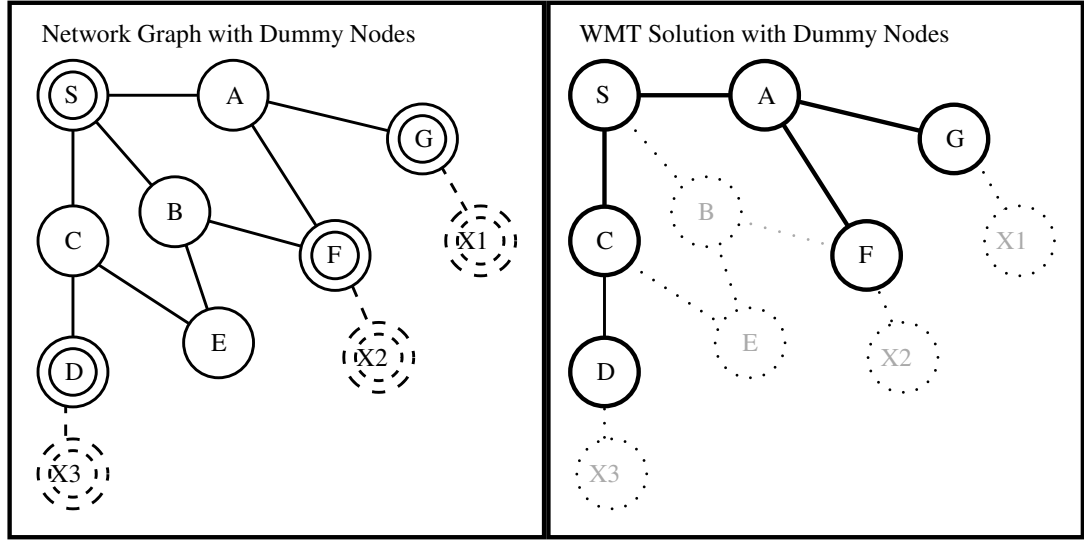 Network Graph with Dummy Nodes
S
A
G
B
C
X1
F
E
X2
D
X3
WMT Solution with Dummy Nodes
S
A
G
B
C
X1
F
E
X2
D
X3